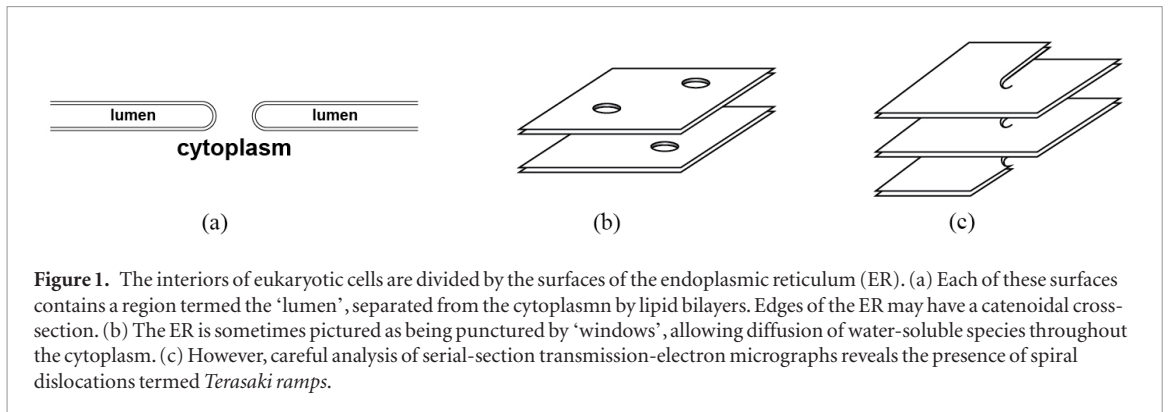 lumen
lumen
cytoplasm
(a)
(b)
(c)
Figure 1. The interiors of eukaryotic cells are divided by the surfaces of the endoplasmic reticulum (ER). (a) Each of these surfaces
contains a region termed the ‘lumen’, separated from the cytoplasmn by lipid bilayers. Edges of the ER may have a catenoidal cross-
section. (b) The ER is sometimes pictured as being punctured by ‘windows’, allowing diffusion of water-soluble species throughout
the cytoplasm. (c) However, careful analysis of serial-section transmission-electron micrographs reveals the presence of spiral
dislocations termed Terasaki ramps.